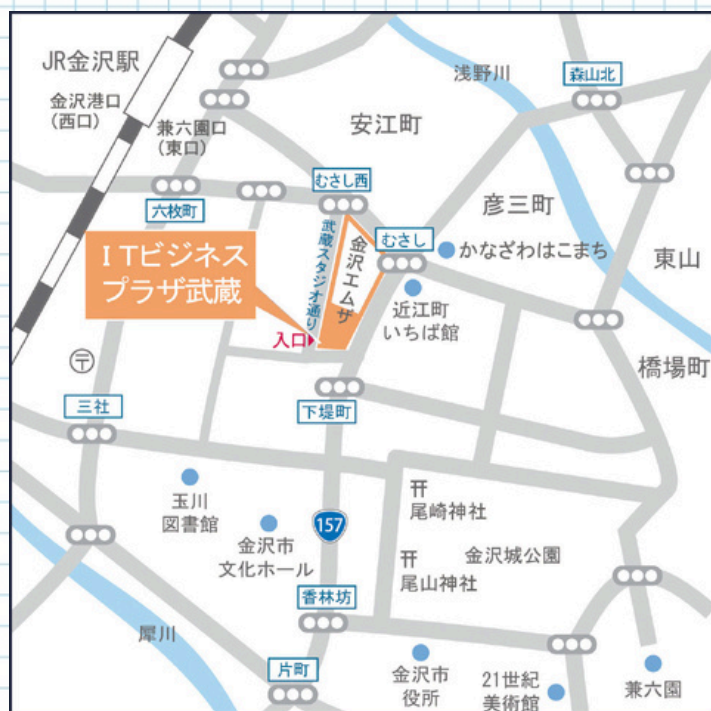 JR金沢駅
金沢港口
（西口）
兼六園口
（東口）
浅野川
森山北
安江町
むさし西
六枚町
彦三町
むさし
かなざわはこまち
東山
ITビジネス
プラザ武蔵
武蔵スタジオ通り
金沢エムザ
入口
近江町
いちば館
橋場町
三社
下堤町
玉川
図書館
157
尾崎神社
金沢市
文化ホール
金沢城公園
尾山神社
香林坊
犀川
片町
金沢市
役所
21世紀
美術館
兼六園